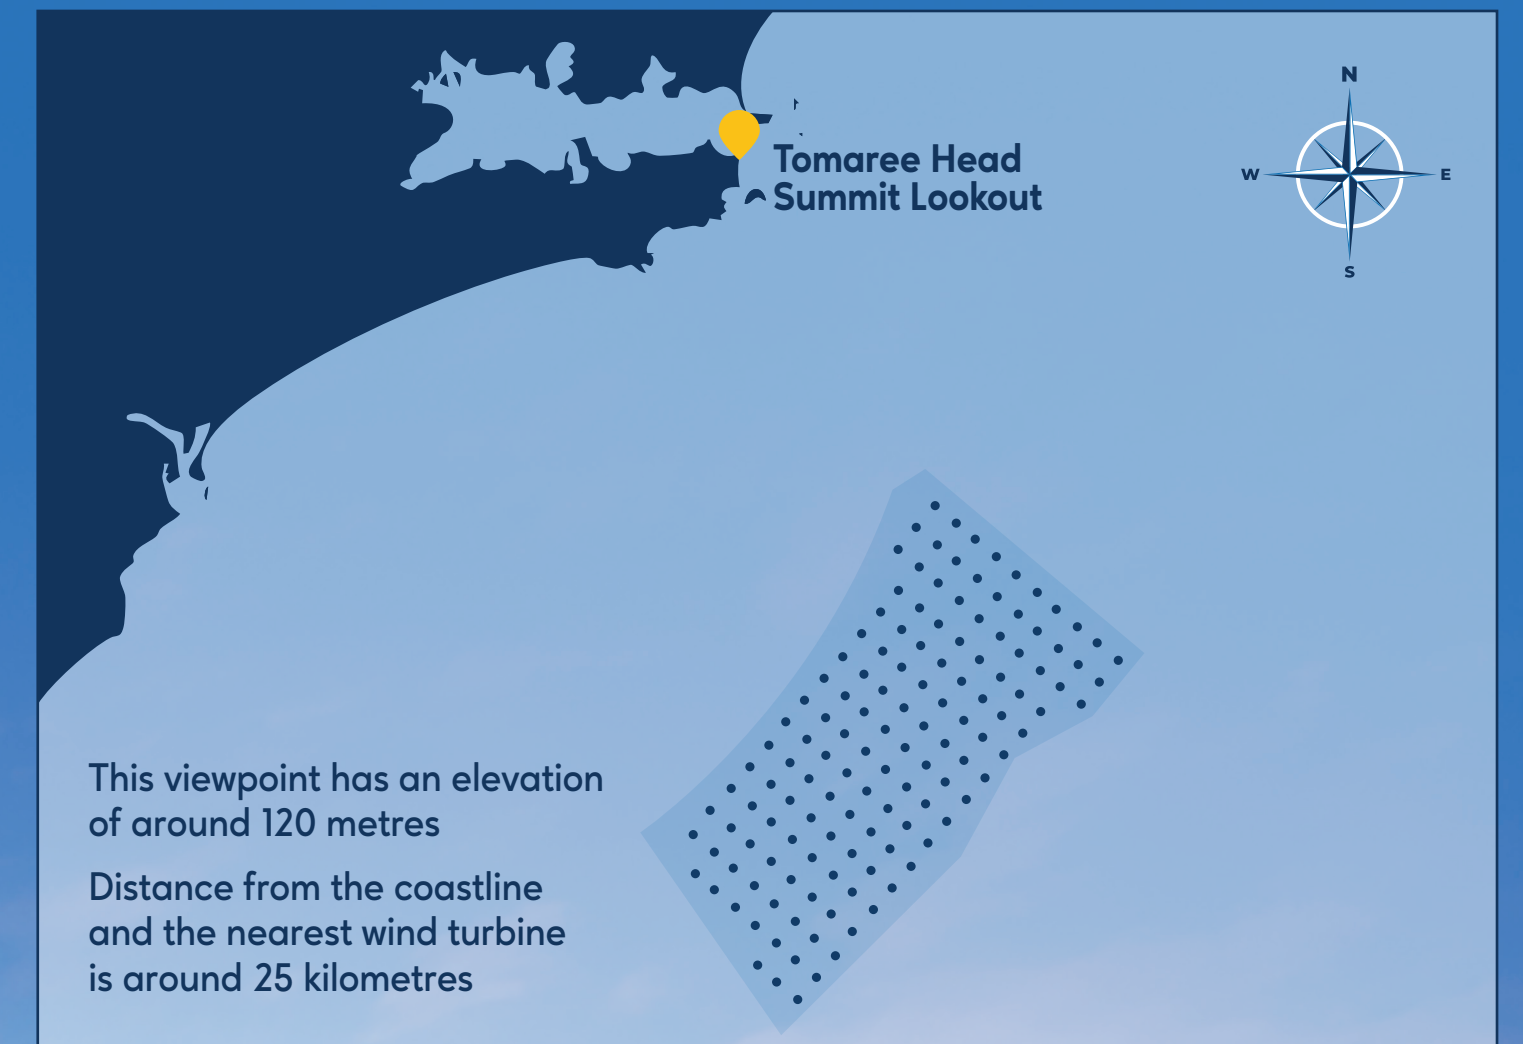 N
W
E
S
Tomaree Head
Summit Lookout
This viewpoint has an elevation
of around 120 metres
Distance from the coastline
and the nearest wind turbine
is around 25 kilometres